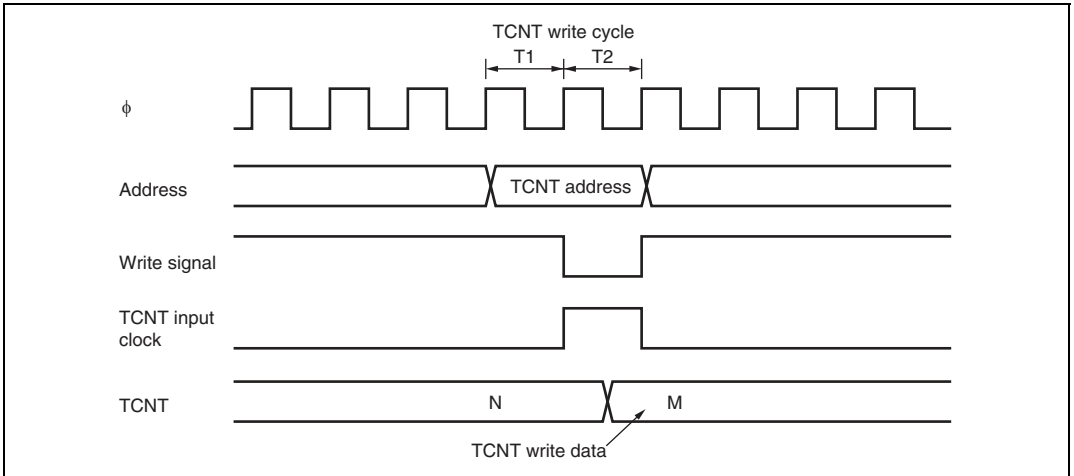 TCNT write cycle
T1 T2
ϕ
Address
TCNT address
Write signal
TCNT input
clock
TCNT
N M
TCNT write data